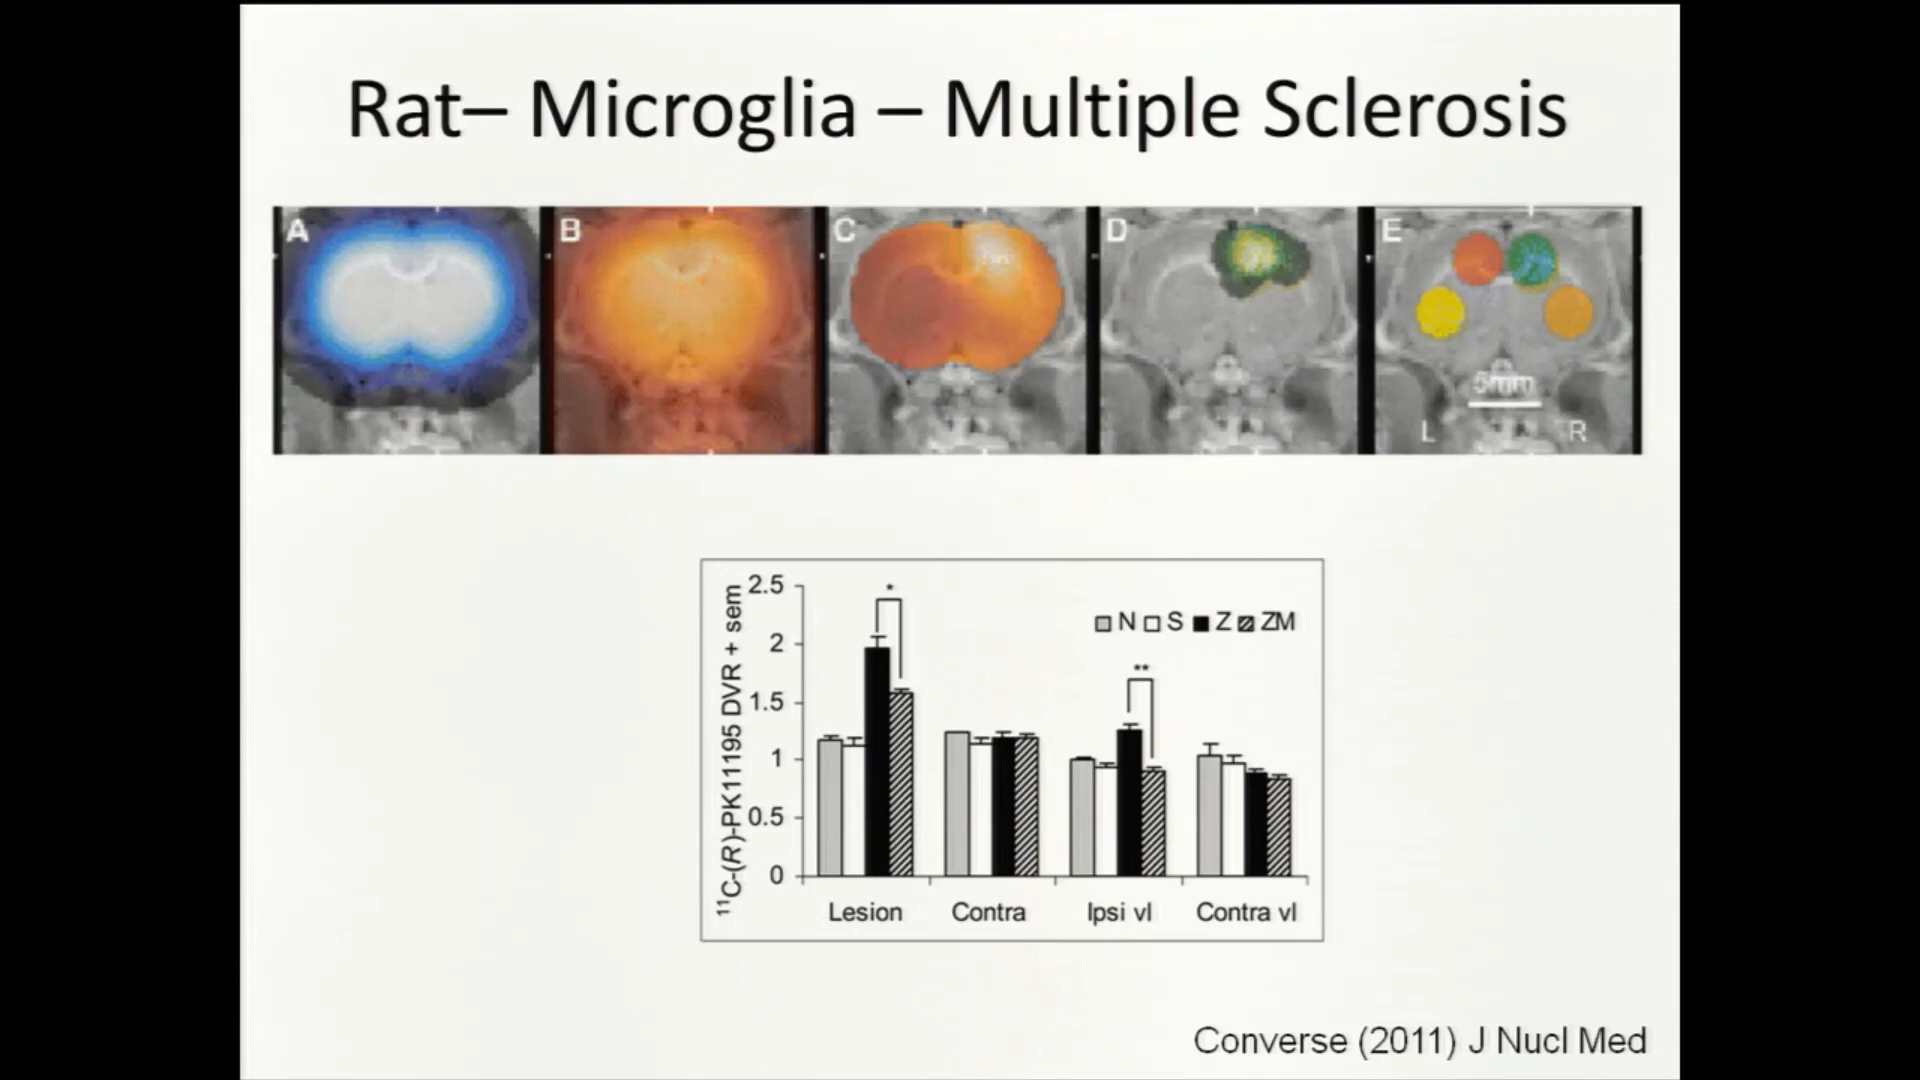 Rat– Microglia – Multiple Sclerosis
A
B
C
D
E
5mm
L
R
11C-(R)-PK11195 DVR + sem
2.5
2
1.5
1
0.5
0
*
**
N S Z ZM
Lesion Contra Ipsi vl Contra vl
Converse (2011) J Nucl Med